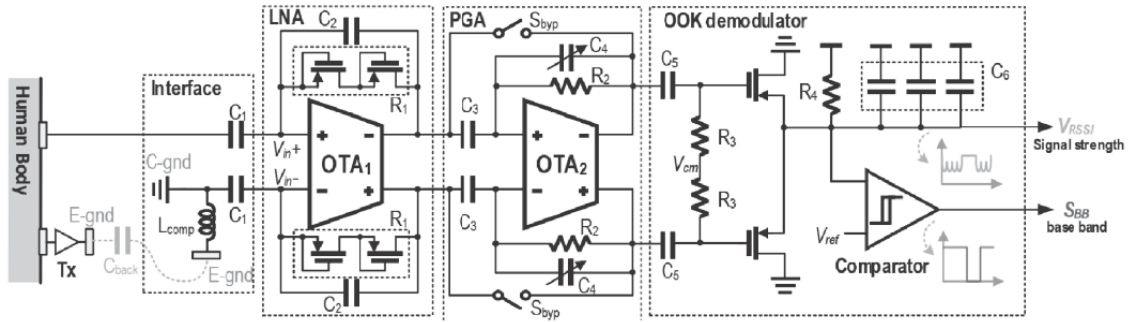 LNA
PGA
OOK demodulator
C2
Sbyp
C4
R2
C5
R4
C6
Human Body
Interface
C1
R1
C3
R3
VRSSI
Signal strength
Vin+
OTA1
OTA2
Vcm
C-gnd
Vin−
Lcomp
C1
R1
C3
R3
SBB
base band
E-gnd
Cback
Tx
E-gnd
R2
C5
Vref
Comparator
C4
C2
Sbyp
+
−
−
+
+
−
−
+